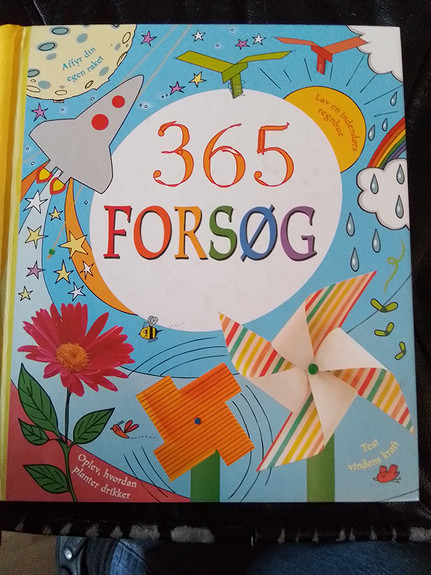 Affyr din
egen raket
Lav en indendørs
regnbue
365
FORSØG
Oplev, hvordan
planter drikker
Test
vindens kraft